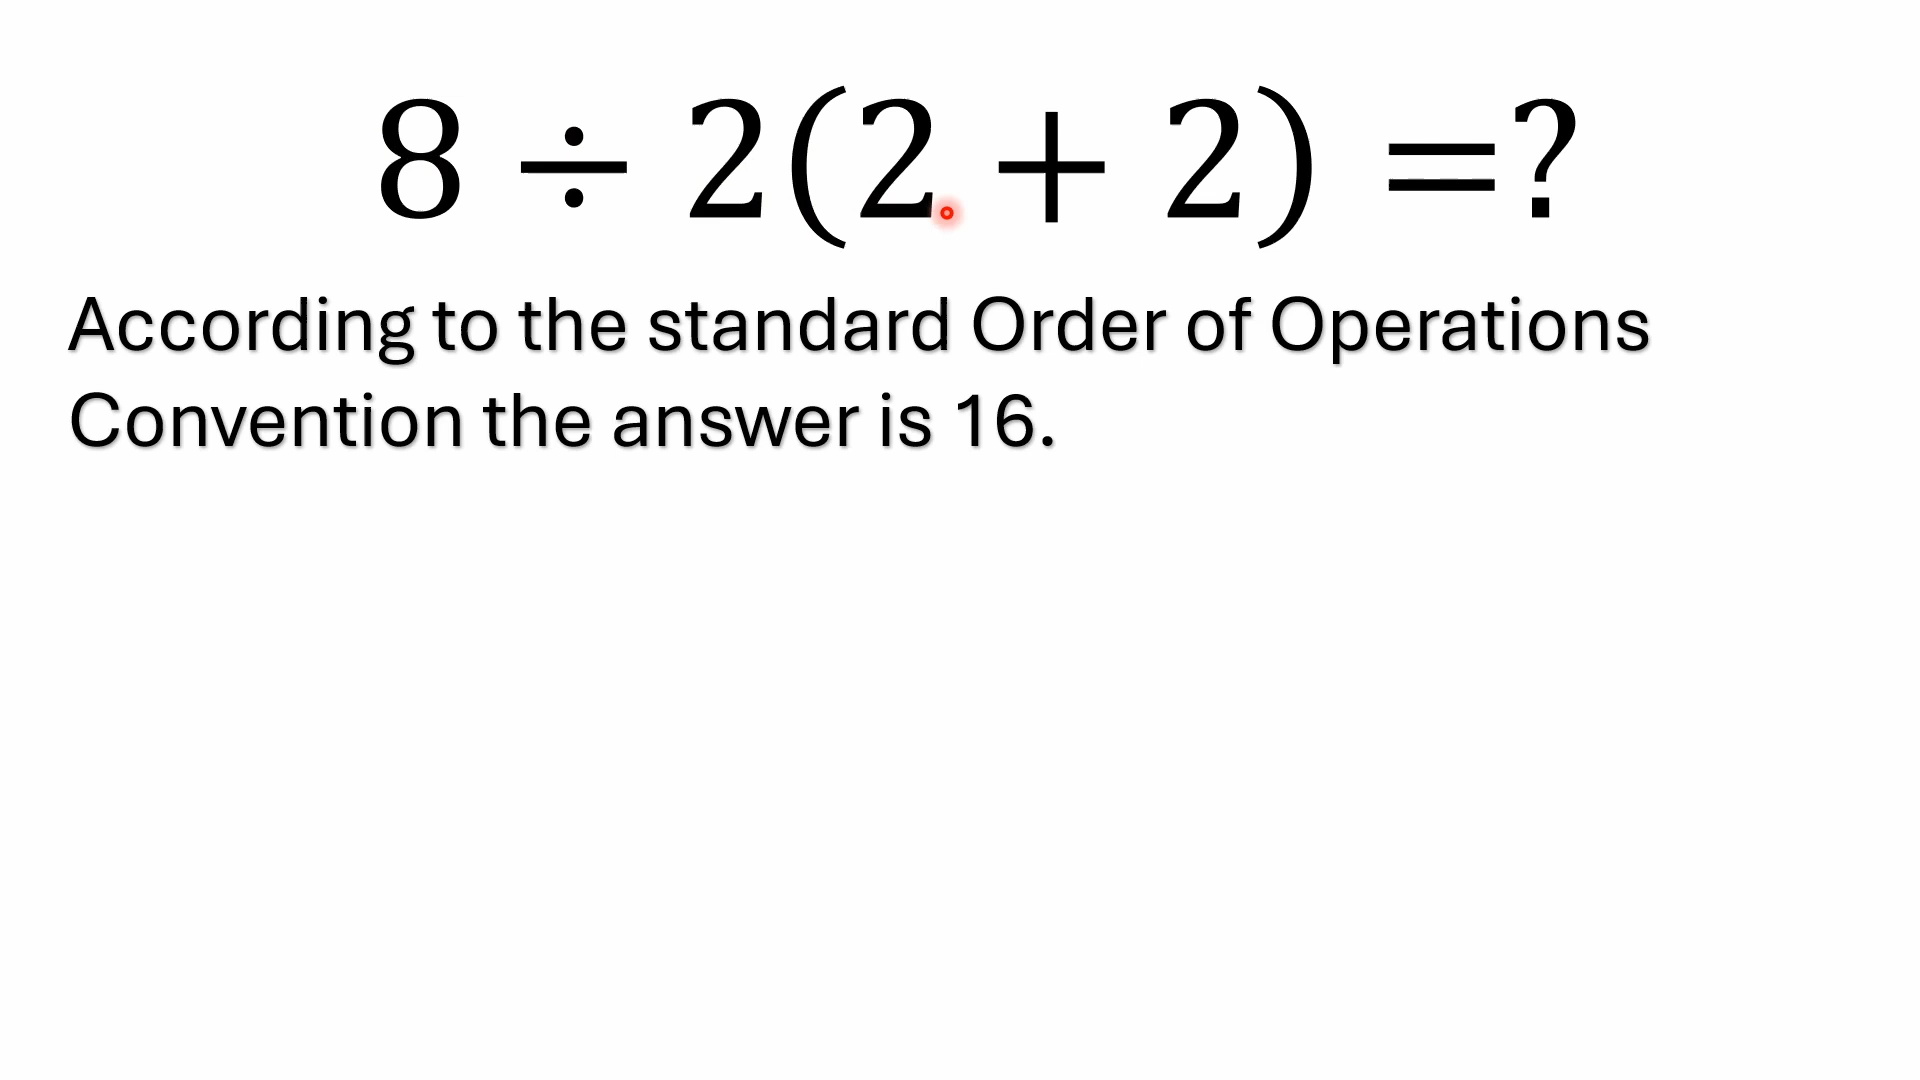 8 ÷ 2(2 + 2) =?
According to the standard Order of Operations
Convention the answer is 16.